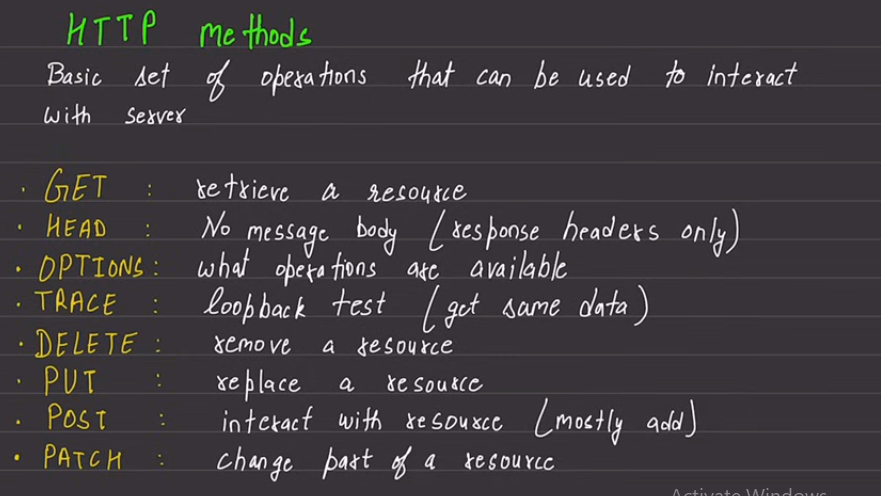 HTTP methods
Basic set of operations that can be used to interact
with server
• GET : retrieve a resource
• HEAD : No message body (response headers only)
• OPTIONS : what operations are available
• TRACE : loopback test (get same data)
• DELETE : remove a resource
• PUT : replace a resource
• POST : interact with resource (mostly add)
• PATCH : change part of a resource
Activate Windows